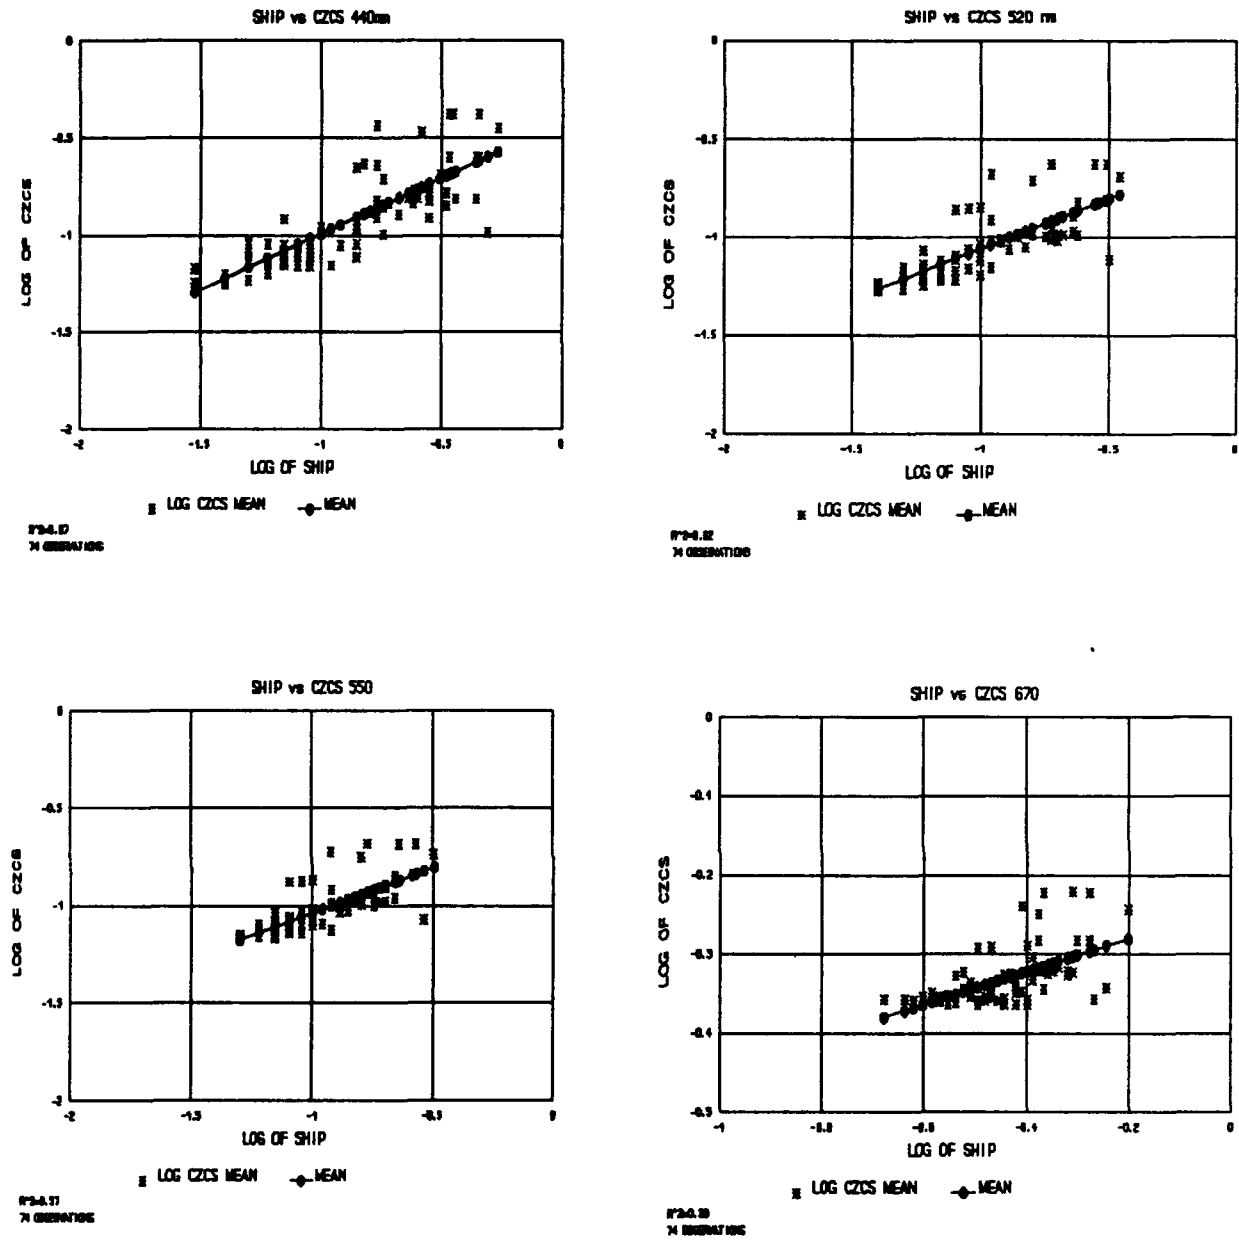 SHIP vs CZCS 440nm
0
-0.5
-1
-1.5
-2
-2 -1.5 -1 -0.5 0
LOG OF CZCS
LOG OF SHIP
LOG CZCS MEAN MEAN
74 OBSERVATIONS
SHIP vs CZCS 520 nm
0
-0.5
-1
-1.5
-2
-2 -1.5 -1 -0.5 0
LOG OF CZCS
LOG OF SHIP
LOG CZCS MEAN MEAN
74 OBSERVATIONS
SHIP vs CZCS 550
0
-0.5
-1
-1.5
-2
-2 -1.5 -1 -0.5 0
LOG OF CZCS
LOG OF SHIP
LOG CZCS MEAN MEAN
74 OBSERVATIONS
SHIP vs CZCS 670
0
-0.1
-0.2
-0.3
-0.4
-0.5
-1 -0.8 -0.6 -0.4 -0.2 0
LOG OF CZCS
LOG OF SHIP
LOG CZCS MEAN MEAN
74 OBSERVATIONS